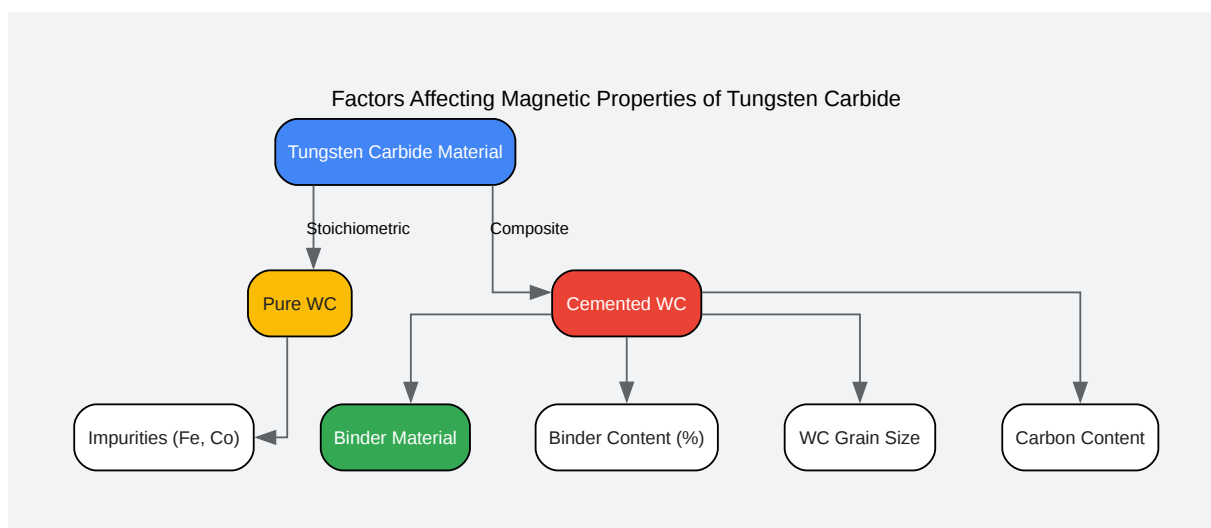 Factors Affecting Magnetic Properties of Tungsten Carbide
Tungsten Carbide Material
Stoichiometric
Composite
Pure WC
Cemented WC
Impurities (Fe, Co)
Binder Material
Binder Content (%)
WC Grain Size
Carbon Content